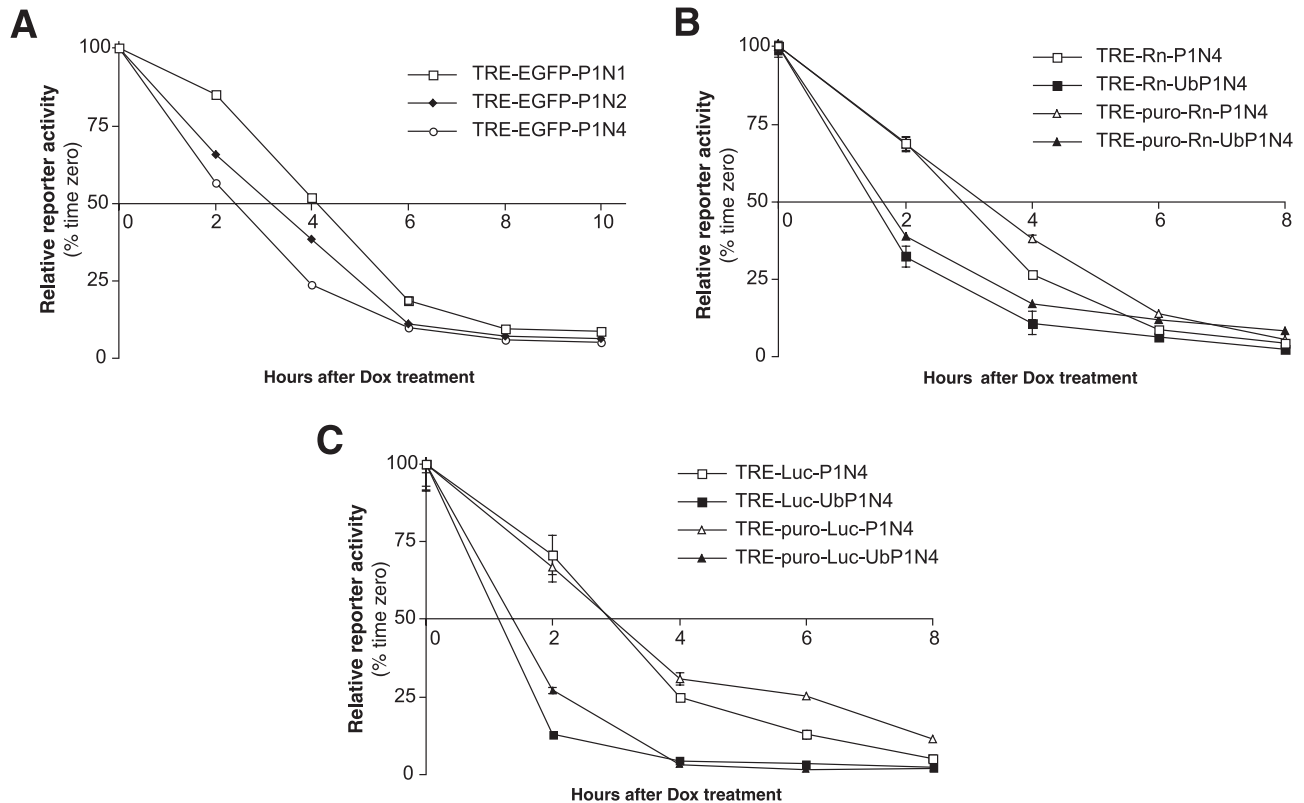 A
100
75
50
25
0
Relative reporter activity
(% time zero)
0 2 4 6 8 10
TRE-EGFP-P1N1
TRE-EGFP-P1N2
TRE-EGFP-P1N4
Hours after Dox treatment
B
100
75
50
25
0
Relative reporter activity
(% time zero)
0 2 4 6 8
TRE-Rn-P1N4
TRE-Rn-UbP1N4
TRE-puro-Rn-P1N4
TRE-puro-Rn-UbP1N4
Hours after Dox treatment
C
100
75
50
25
0
Relative reporter activity
(% time zero)
0 2 4 6 8
TRE-Luc-P1N4
TRE-Luc-UbP1N4
TRE-puro-Luc-P1N4
TRE-puro-Luc-UbP1N4
Hours after Dox treatment